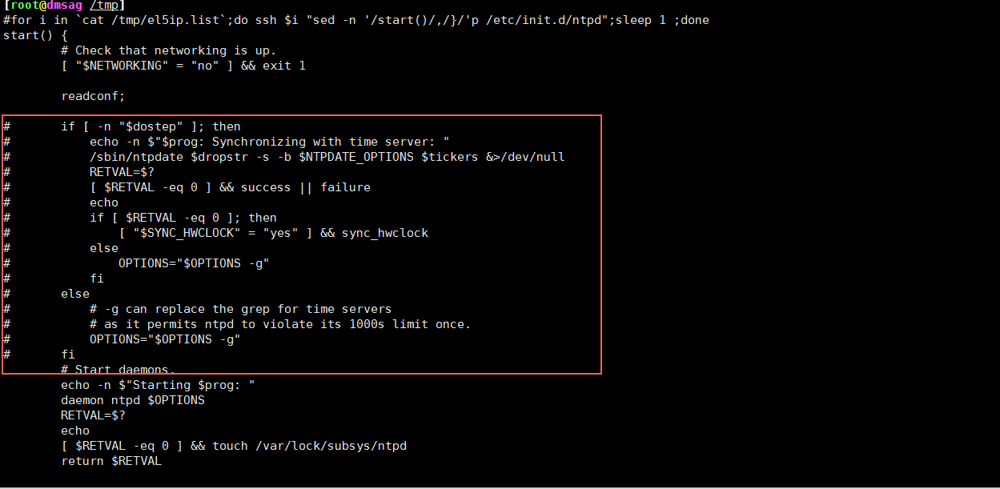 [root@dmsag /tmp]
#for i in `cat /tmp/el5ip.list`;do ssh $i "sed -n '/start()/,/}/'p /etc/init.d/ntpd";sleep 1 ;done
start() {
        # Check that networking is up.
        [ "$NETWORKING" = "no" ] && exit 1

        readconf;

#       if [ -n "$dostep" ]; then
#           echo -n $"$prog: Synchronizing with time server: "
#           /sbin/ntpdate $dropstr -s -b $NTPDATE_OPTIONS $tickers &>/dev/null
#           RETVAL=$?
#           [ $RETVAL -eq 0 ] && success || failure
#           echo
#           if [ $RETVAL -eq 0 ]; then
#               [ "$SYNC_HWCLOCK" = "yes" ] && sync_hwclock
#           else
#               OPTIONS="$OPTIONS -g"
#           fi
#       else
#           # -g can replace the grep for time servers
#           # as it permits ntpd to violate its 1000s limit once.
#           OPTIONS="$OPTIONS -g"
#       fi
        # Start daemons.
        echo -n $"Starting $prog: "
        daemon ntpd $OPTIONS
        RETVAL=$?
        echo
        [ $RETVAL -eq 0 ] && touch /var/lock/subsys/ntpd
        return $RETVAL